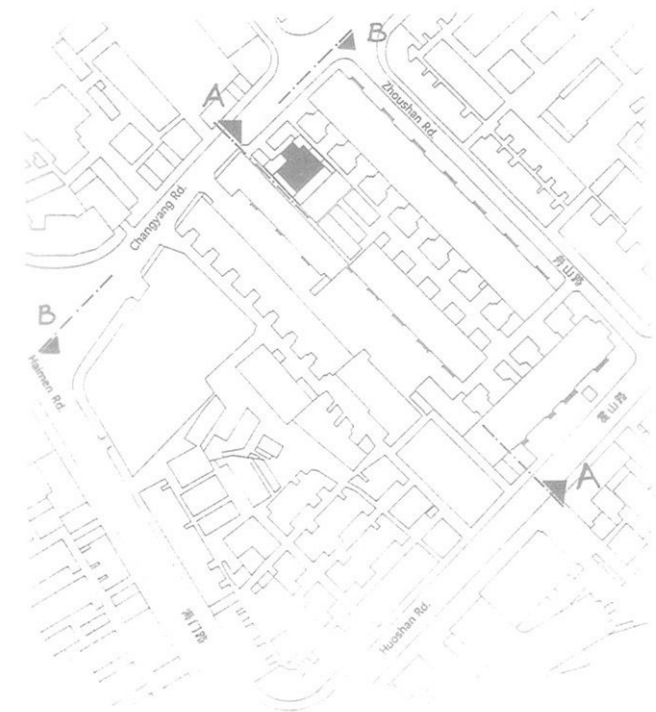 B
A
Zhoushan Rd.
Changyang Rd.
舟山路
B
Haimen Rd.
霍山路
A
Huoshan Rd.
海门路